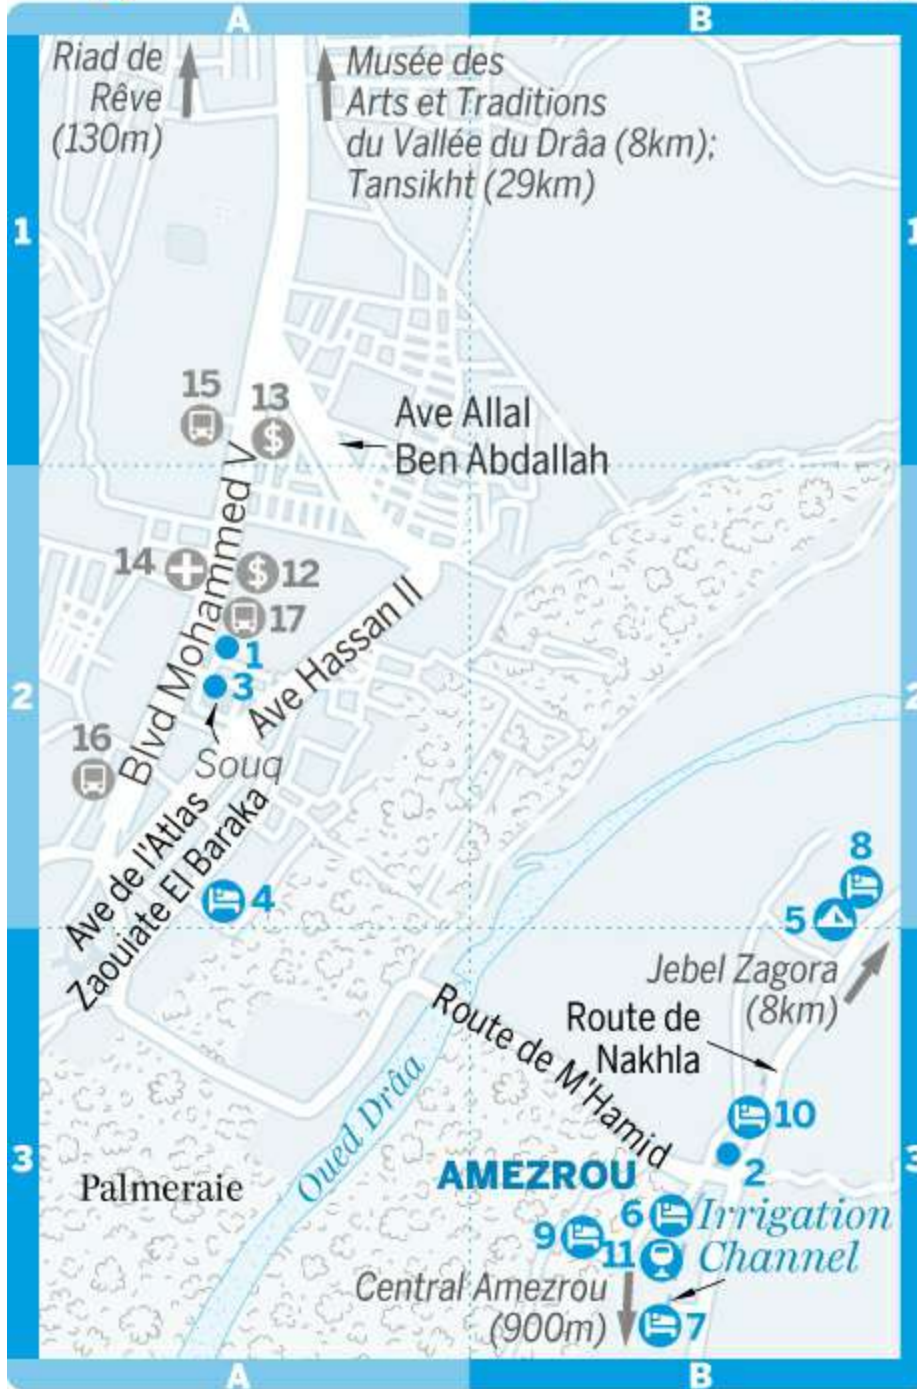 A
B
Riad de
Rêve
(130m)
Musée des
Arts et Traditions
du Vallée du Drâa (8km);
Tansikht (29km)
1
1
15
13
$
Ave Allal
Ben Abdallah
Blvd Mohammed V
14
$
12
17
1
Ave Hassan II
2
2
3
16
Souq
Ave de l'Atlas
Zaouiate El Baraka
4
8
5
Jebel Zagora
(8km)
Route de M'Hamid
Route de
Nakhla
Oued Drâa
10
3
3
AMEZROU
2
Palmeraie
6
Irrigation
Channel
9
11
Central Amezrou
(900m)
7
A
B